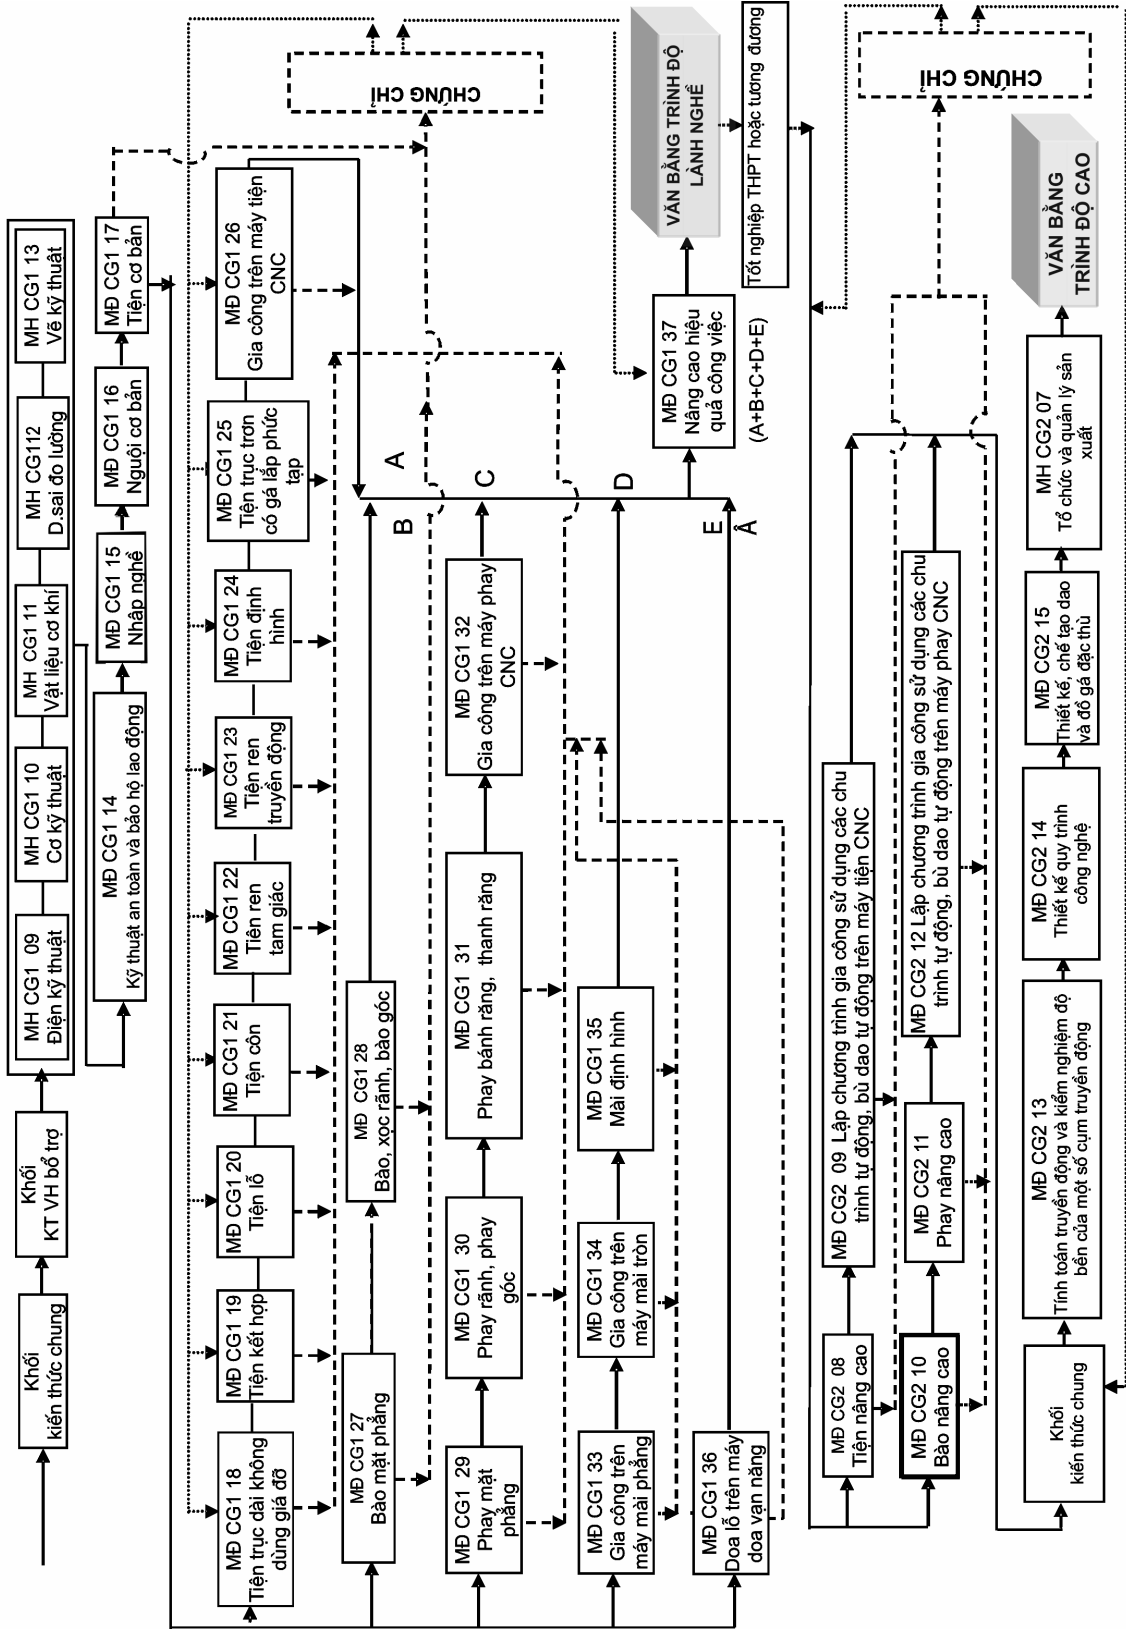 Khối
kiến thức chung
Khối
KT VH bổ trợ
MH CG1 09
Điện kỹ thuật
MH CG1 10
Cơ kỹ thuật
MH CG1 11
Vật liệu cơ khí
MH CG112
D.sai đo lường
MH CG1 13
Vẽ kỹ thuật
MĐ CG1 14
Kỹ thuật an toàn và bảo hộ lao động
MĐ CG1 15
Nhập nghề
MĐ CG1 16
Nguội cơ bản
MĐ CG1 17
Tiện cơ bản
MĐ CG1 18
Tiện trục dài không
dùng giá đỡ
MĐ CG1 19
Tiện kết hợp
MĐ CG1 20
Tiện lỗ
MĐ CG1 21
Tiện côn
MĐ CG1 22
Tiện ren
tam giác
MĐ CG1 23
Tiện ren
truyền động
MĐ CG1 24
Tiện định
hình
MĐ CG1 25
Tiện trục trơn
có gá lắp phức
tạp
MĐ CG1 26
Gia công trên máy tiện
CNC
CHỨNG CHỈ
MĐ CG1 27
Bào mặt phẳng
MĐ CG1 28
Bào, xọc rãnh, bào góc
A
B
MĐ CG1 29
Phay mặt
phẳng
MĐ CG1 30
Phay rãnh, phay
góc
MĐ CG1 31
Phay bánh răng, thanh răng
MĐ CG1 32
Gia công trên máy phay
CNC
C
MĐ CG1 33
Gia công trên
máy mài phẳng
MĐ CG1 34
Gia công trên
máy mài tròn
MĐ CG1 35
Mài định hình
D
MĐ CG1 36
Doa lỗ trên máy
doa vạn năng
E
Â
MĐ CG1 37
Nâng cao hiệu
quả công việc
(A+B+C+D+E)
VĂN BẰNG TRÌNH ĐỘ
LÀNH NGHỀ
Tốt nghiệp THPT hoặc tương đương
MĐ CG2 08
Tiện nâng cao
MĐ CG2 09 Lập chương trình gia công sử dụng các chu
trình tự động, bù dao tự động trên máy tiện CNC
MĐ CG2 10
Bào nâng cao
MĐ CG2 11
Phay nâng cao
MĐ CG2 12 Lập chương trình gia công sử dụng các chu
trình tự động, bù dao tự động trên máy phay CNC
CHỨNG CHỈ
Khối
kiến thức chung
MĐ CG2 13
Tính toán truyền động và kiểm nghiệm độ
bền của một số cụm truyền động
MĐ CG2 14
Thiết kế quy trình
công nghệ
MĐ CG2 15
Thiết kế, chế tạo dao
và đồ gá đặc thù
MH CG2 07
Tổ chức và quản lý sản
xuất
VĂN BẰNG
TRÌNH ĐỘ CAO